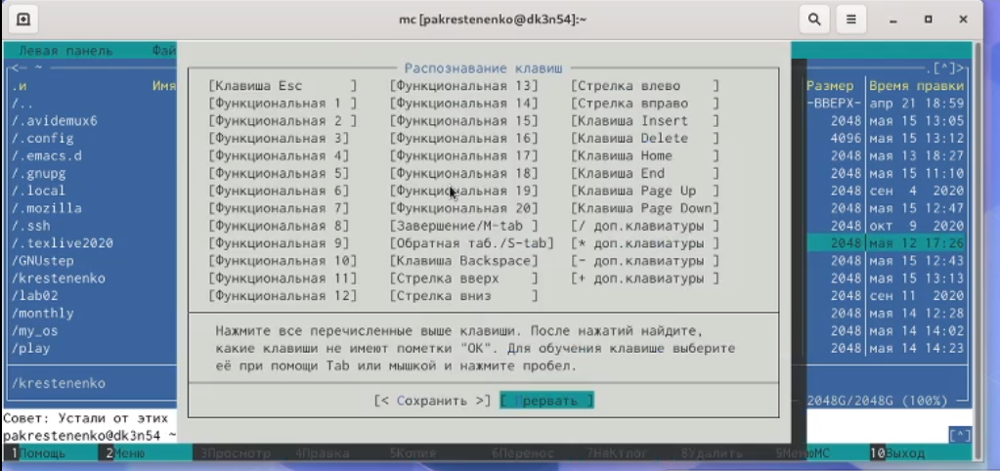 mc [pakrestenenko@dk3n54]:~
Левая панель Фай
<- ~ Распознавание клавиш .[^]>
.и Имя [Клавиша Esc ] [Функциональная 13] [Стрелка влево ] Размер Время правки
/.. [Функциональная 1 ] [Функциональная 14] [Стрелка вправо ] -ВВЕРХ- апр 21 18:59
/.avidemux6 [Функциональная 2 ] [Функциональная 15] [Клавиша Insert ] 2048 мая 15 13:05
/.config [Функциональная 3] [Функциональная 16] [Клавиша Delete ] 4096 мая 15 13:12
/.emacs.d [Функциональная 4] [Функциональная 17] [Клавиша Home ] 2048 мая 13 18:27
/.gnupg [Функциональная 5] [Функциональная 18] [Клавиша End ] 2048 мая 15 11:10
/.local [Функциональная 6] [Функциональная 19] [Клавиша Page Up ] 2048 сен 4 2020
/.mozilla [Функциональная 7] [Функциональная 20] [Клавиша Page Down] 2048 мая 15 12:47
/.ssh [Функциональная 8] [Завершение/M-tab ] [/ доп.клавиатуры ] 2048 окт 9 2020
/.texlive2020 [Функциональная 9] [Обратная таб./S-tab] [* доп.клавиатуры ] 2048 мая 12 17:26
/GNUstep [Функциональная 10] [Клавиша Backspace] [- доп.клавиатуры ] 2048 мая 15 12:43
/krestenenko [Функциональная 11] [Стрелка вверх ] [+ доп.клавиатуры ] 2048 мая 15 13:13
/lab02 [Функциональная 12] [Стрелка вниз ] 2048 сен 11 2020
/monthly 2048 мая 14 12:28
/my_os Нажмите все перечисленные выше клавиши. После нажатий найдите, 2048 мая 14 14:02
/play какие клавиши не имеют пометки "OK". Для обучения клавише выберите 2048 мая 14 14:23
её при помощи Tab или мышкой и нажмите пробел.
/krestenenko
[< Сохранить >] [ Прервать ] 2048G/2048G (100%)
Совет: Устали от этих
pakrestenenko@dk3n54 ~ [^]
1Помощь 2Меню 3Просмотр 4Правка 5Копия 6Перенос 7НвКтлог 8Удалить 9МенюМС 10Выход